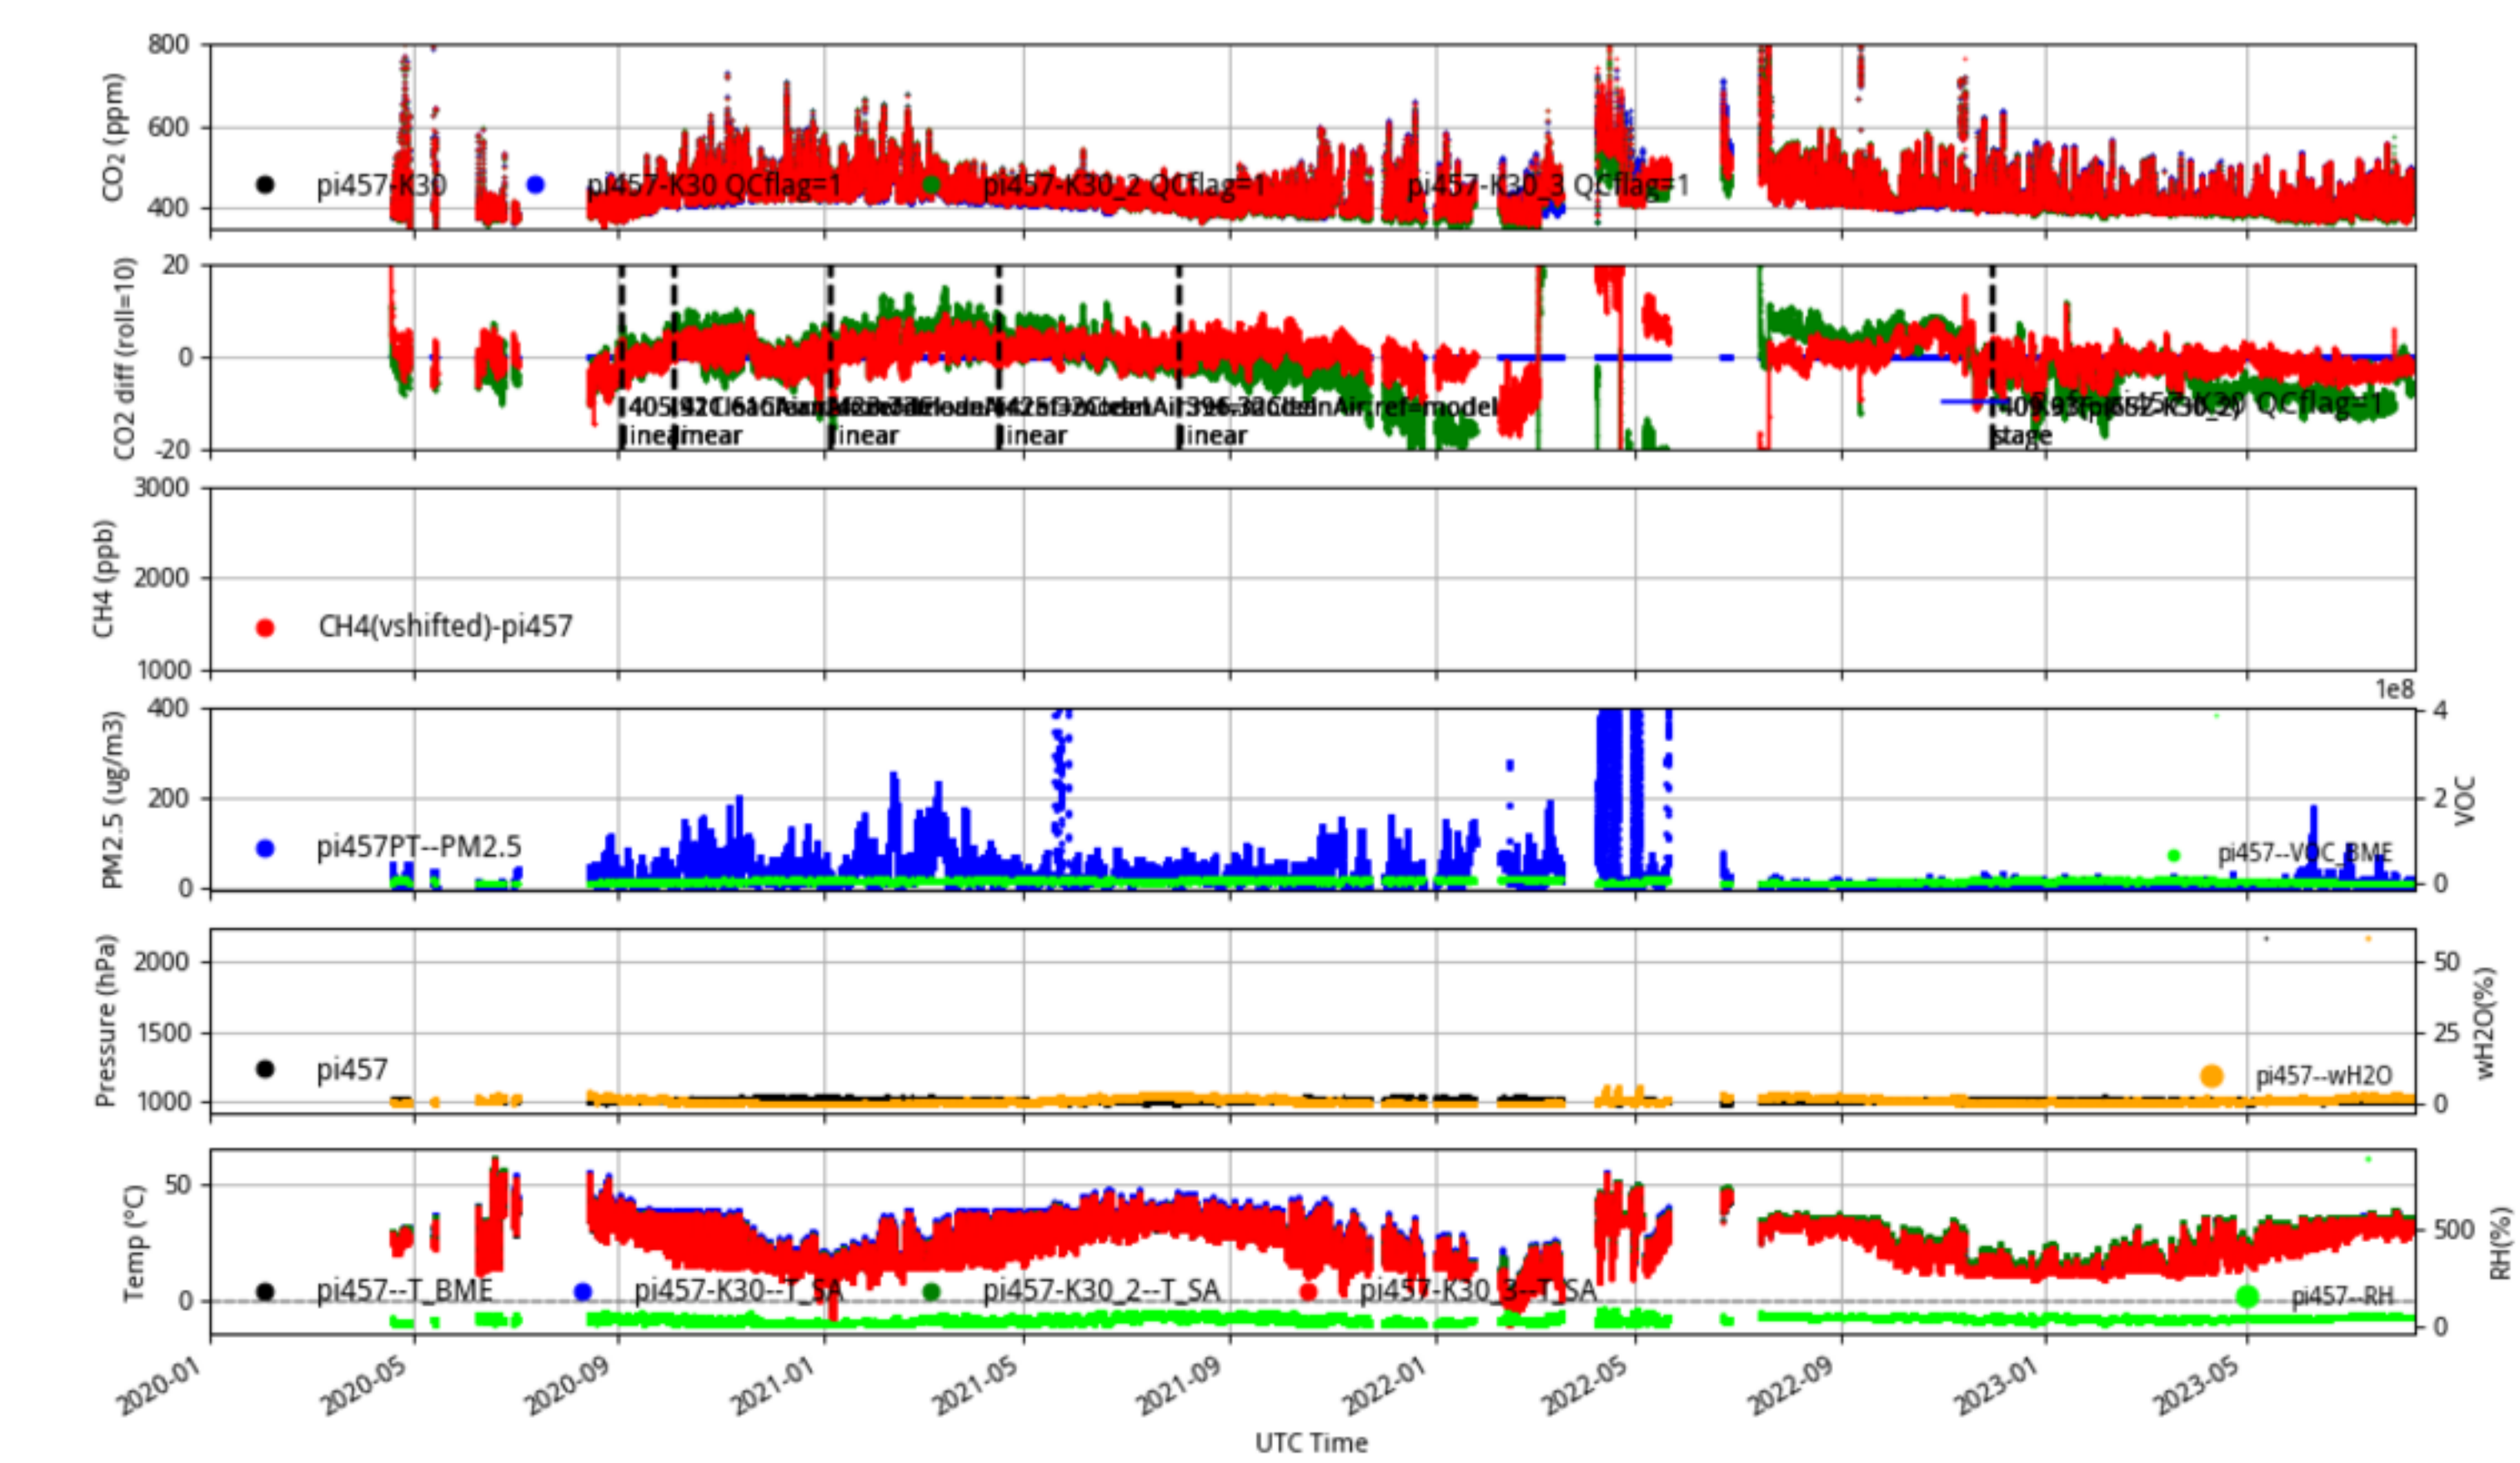 800
600
400
CO2 (ppm)
pi457-K30
pi457-K30 QCflag=1
pi457-K30_2 QCflag=1
pi457-K30_3 QCflag=1
20
0
-20
CO2 diff (roll=10)
linear
linear
linear
linear
stage
QCflag=1
3000
2000
1000
CH4 (ppb)
CH4(vshifted)-pi457
1e8
400
200
0
PM2.5 (ug/m3)
pi457PT--PM2.5
pi457--VOC_BME
4
2
0
VOC
2000
1500
1000
Pressure (hPa)
pi457
pi457--wH2O
50
25
0
wH2O(%)
50
0
Temp (°C)
pi457--T_BME
pi457-K30--T_SA
pi457-K30_2--T_SA
pi457-K30_3--T_SA
pi457--RH
500
0
RH(%)
2020-01
2020-05
2020-09
2021-01
2021-05
2021-09
2022-01
2022-05
2022-09
2023-01
2023-05
UTC Time